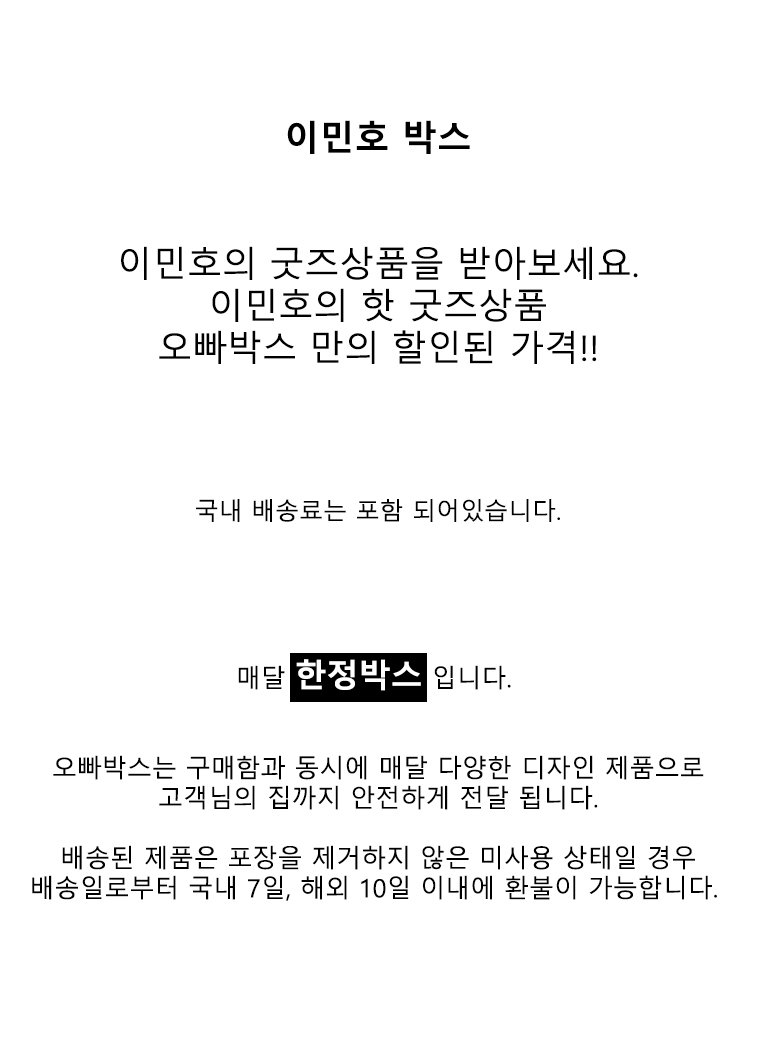 이민호 박스
이민호의 굿즈상품을 받아보세요.
이민호의 핫 굿즈상품
오빠박스 만의 할인된 가격!!
국내 배송료는 포함 되어있습니다.
매달 한정박스 입니다.
오빠박스는 구매함과 동시에 매달 다양한 디자인 제품으로
고객님의 집까지 안전하게 전달 됩니다.
배송된 제품은 포장을 제거하지 않은 미사용 상태일 경우
배송일로부터 국내 7일, 해외 10일 이내에 환불이 가능합니다.